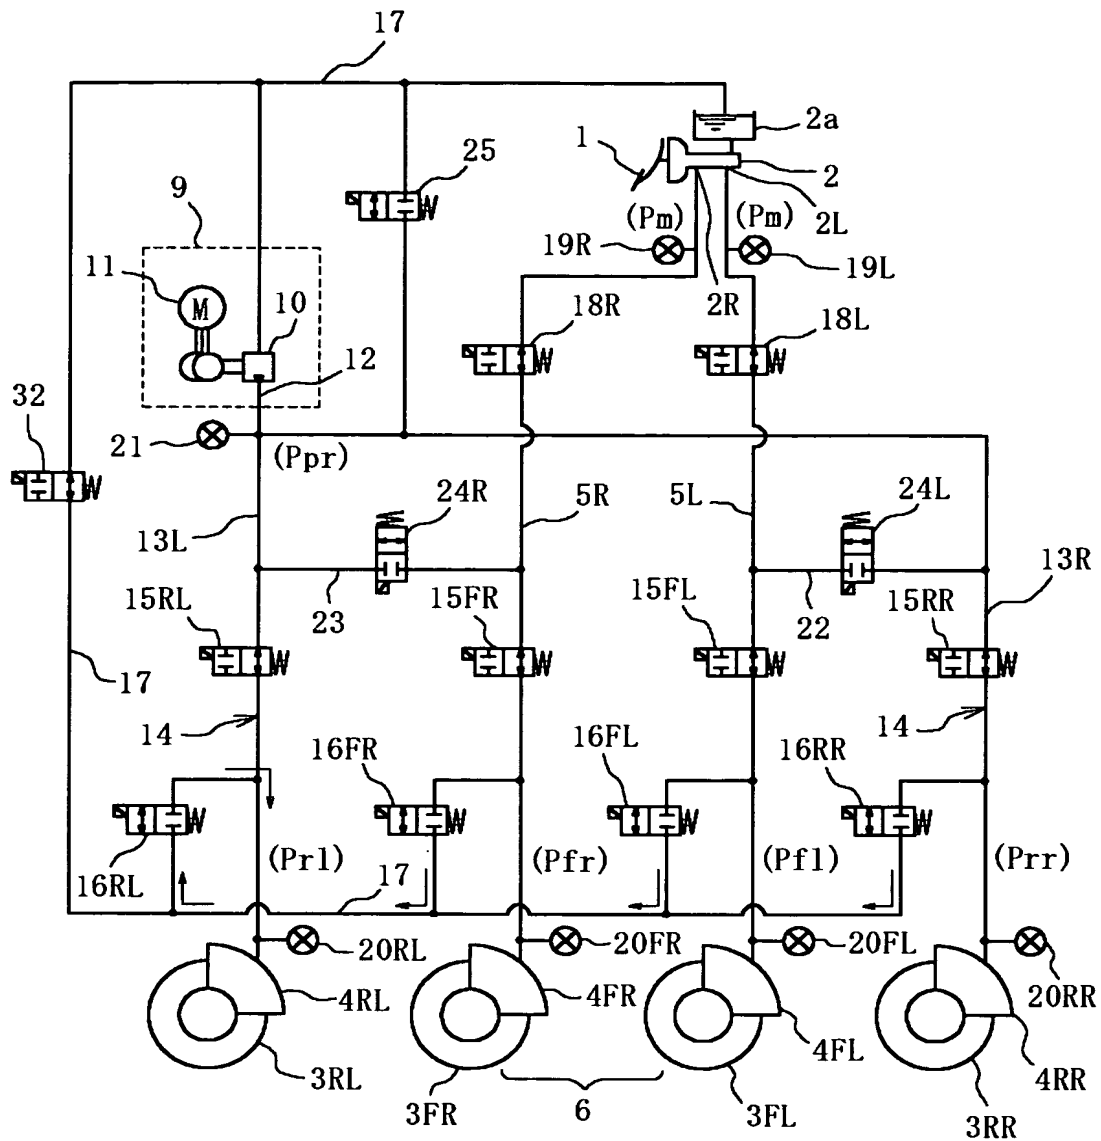 17
2a
1
2
25
9
(Pm)
(Pm)
2L
19R
19L
11
M
10
2R
18R
18L
12
32
21
(Ppr)
24R
5R
5L
24L
13L
13R
15RL
23
15FR
15FL
22
15RR
17
14
14
16FR
16FL
16RR
(Prl)
(Pfr)
(Pfl)
(Prr)
16RL
17
20RL
20FR
20FL
20RR
4RL
4FR
4FL
4RR
3RL
3FR
6
3FL
3RR